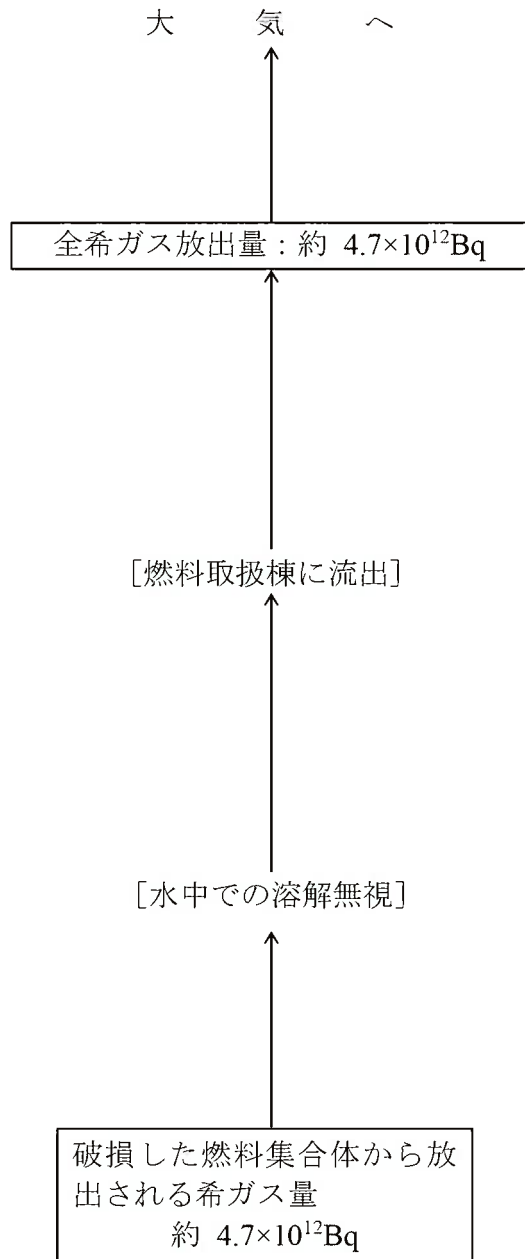 大気へ
全希ガス放出量：約 4.7×10¹²Bq
［燃料取扱棟に流出］
［水中での溶解無視］
破損した燃料集合体から放
出される希ガス量
約 4.7×10¹²Bq